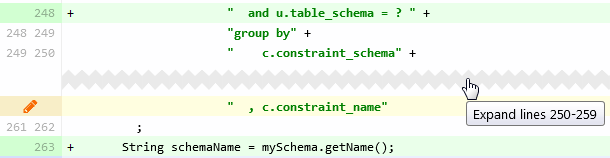 248 + "  and u.table_schema = ? " +
248 249 "group by" +
249 250 "    c.constraint_schema" +
"  , c.constraint_name"
Expand lines 250-259
261 262 ;
263 + String schemaName = mySchema.getName();